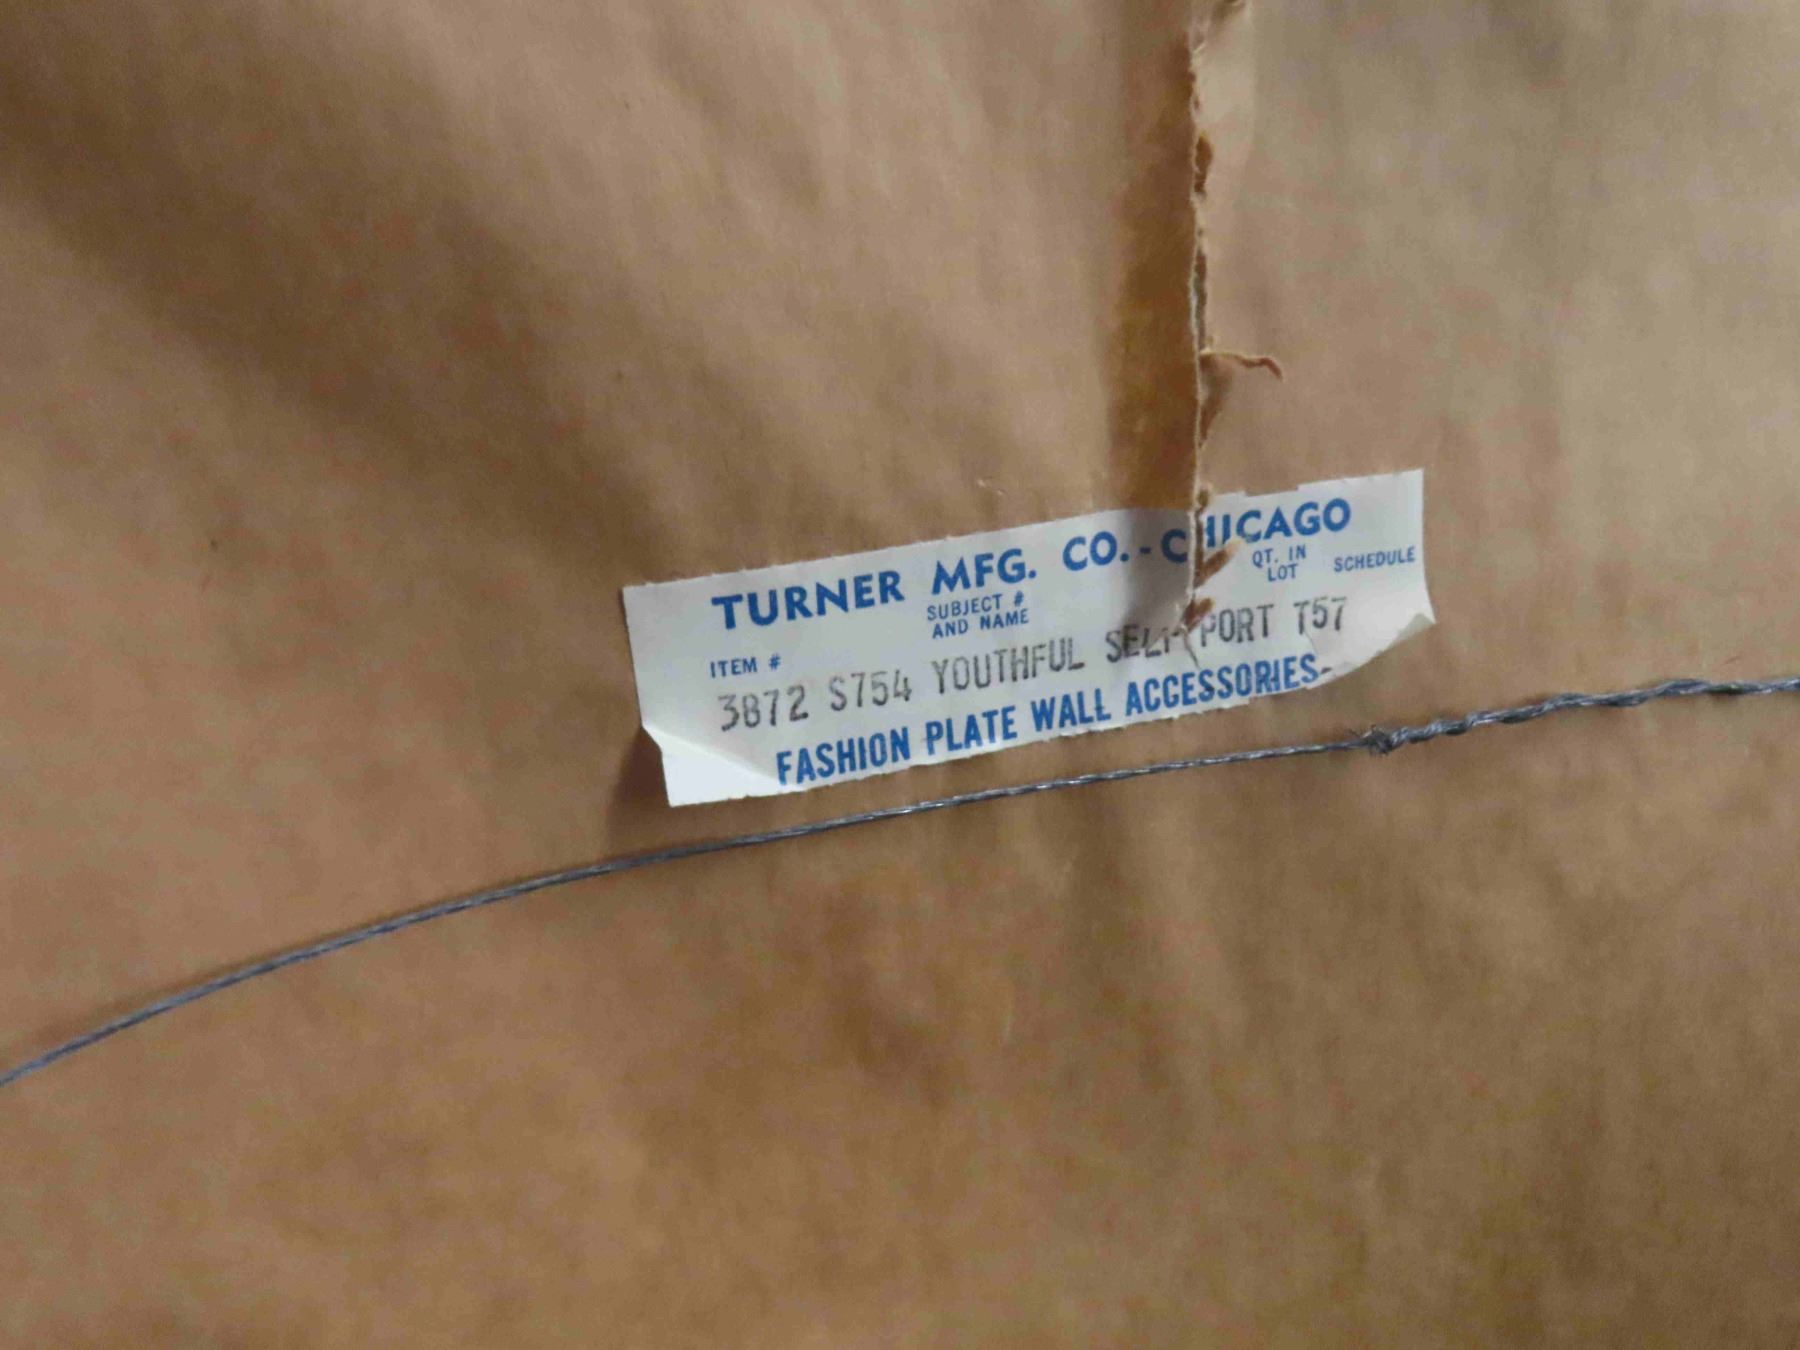 TURNER MFG. CO. - CHICAGO
ITEM # SUBJECT # AND NAME QT. IN LOT SCHEDULE
3872 S754 YOUTHFUL SELF PORT T57
FASHION PLATE WALL ACCESSORIES-